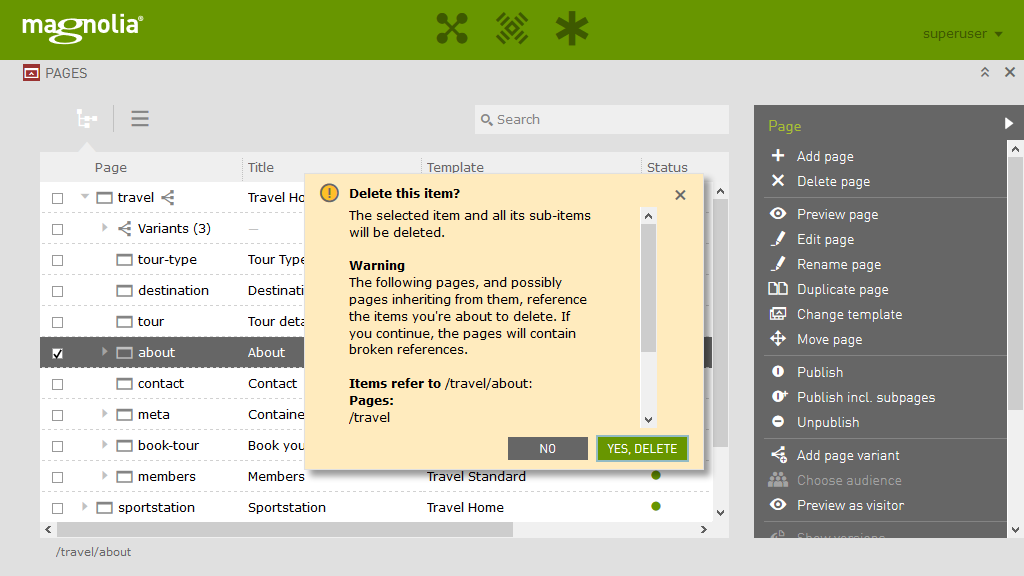 magnolia®
superuser
PAGES
Search
Page Title Template Status
travel Travel Ho
Variants (3) —
tour-type Tour Type
destination Destinati
tour Tour deta
about About
contact Contact
meta Containe
book-tour Book you
members Members Travel Standard
sportstation Sportstation Travel Home
/travel/about
Delete this item?
The selected item and all its sub-items
will be deleted.
Warning
The following pages, and possibly
pages inheriting from them, reference
the items you're about to delete. If
you continue, the pages will contain
broken references.
Items refer to /travel/about:
Pages:
/travel
NO YES, DELETE
Page
Add page
Delete page
Preview page
Edit page
Rename page
Duplicate page
Change template
Move page
Publish
Publish incl. subpages
Unpublish
Add page variant
Choose audience
Preview as visitor
Show versions